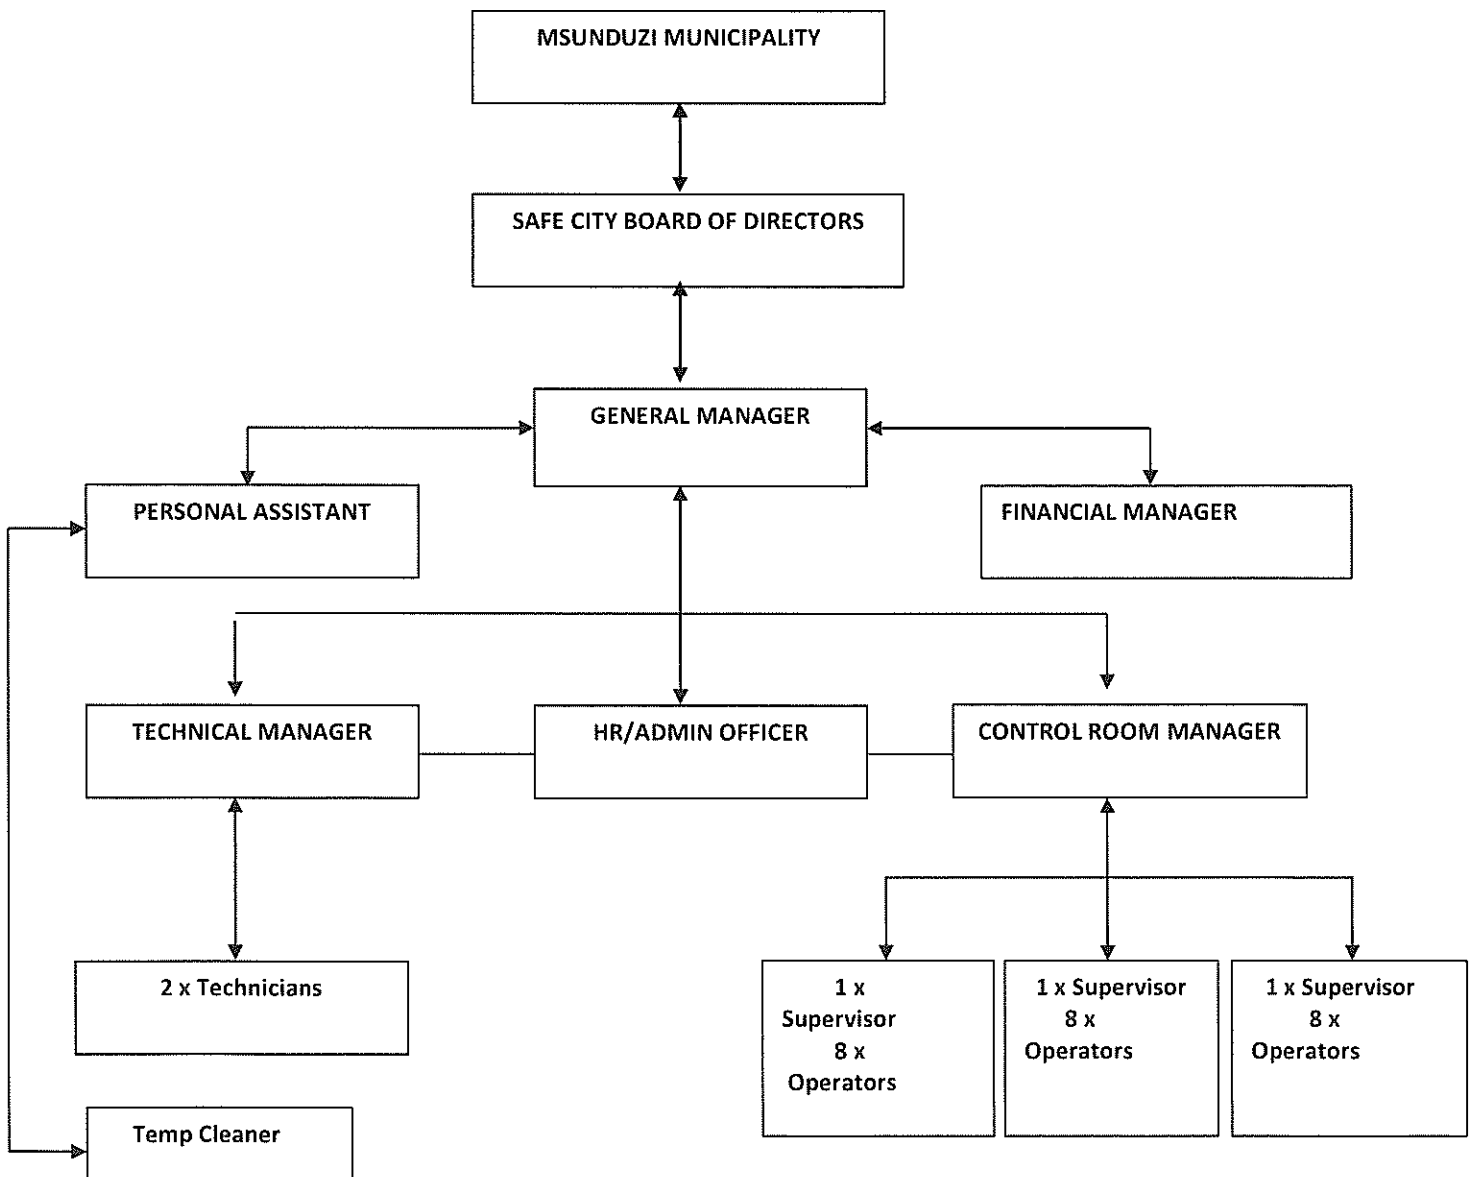 MSUNDUZI MUNICIPALITY
SAFE CITY BOARD OF DIRECTORS
GENERAL MANAGER
PERSONAL ASSISTANT
FINANCIAL MANAGER
TECHNICAL MANAGER
HR/ADMIN OFFICER
CONTROL ROOM MANAGER
2 x Technicians
1 x
Supervisor
8 x
Operators
1 x Supervisor
8 x
Operators
1 x Supervisor
8 x
Operators
Temp Cleaner